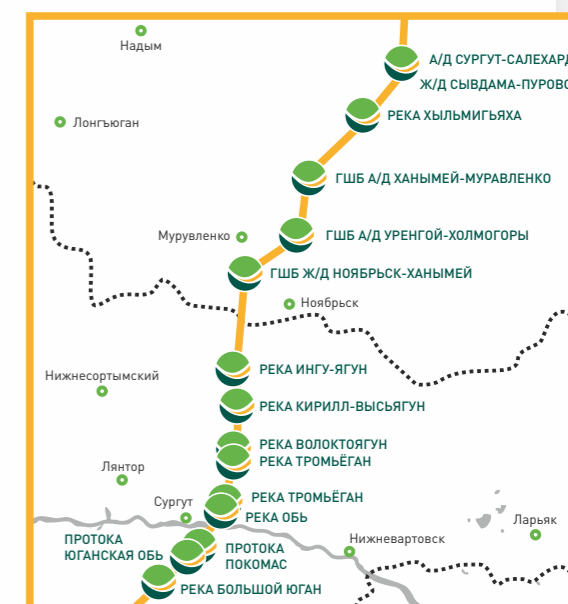 Надым
А/Д СУРГУТ-САЛЕХАРД
Ж/Д СЫВДАМА-ПУРОВС
Лонгъюган
РЕКА ХЫЛЬМИГЬЯХА
ГШБ А/Д ХАНЫМЕЙ-МУРАВЛЕНКО
Мурувленко
ГШБ А/Д УРЕНГОЙ-ХОЛМОГОРЫ
ГШБ Ж/Д НОЯБРЬСК-ХАНЫМЕЙ
Ноябрьск
РЕКА ИНГУ-ЯГУН
Нижнесортымский
РЕКА КИРИЛЛ-ВЫСЬЯГУН
РЕКА ВОЛОКТОЯГУН
РЕКА ТРОМЬЁГАН
Лянтор
Сургут
РЕКА ТРОМЬЁГАН
РЕКА ОБЬ
Ларьяк
ПРОТОКА
ЮГАНСКАЯ ОБЬ
ПРОТОКА
ПОКОМАС
Нижневартовск
РЕКА БОЛЬШОЙ ЮГАН